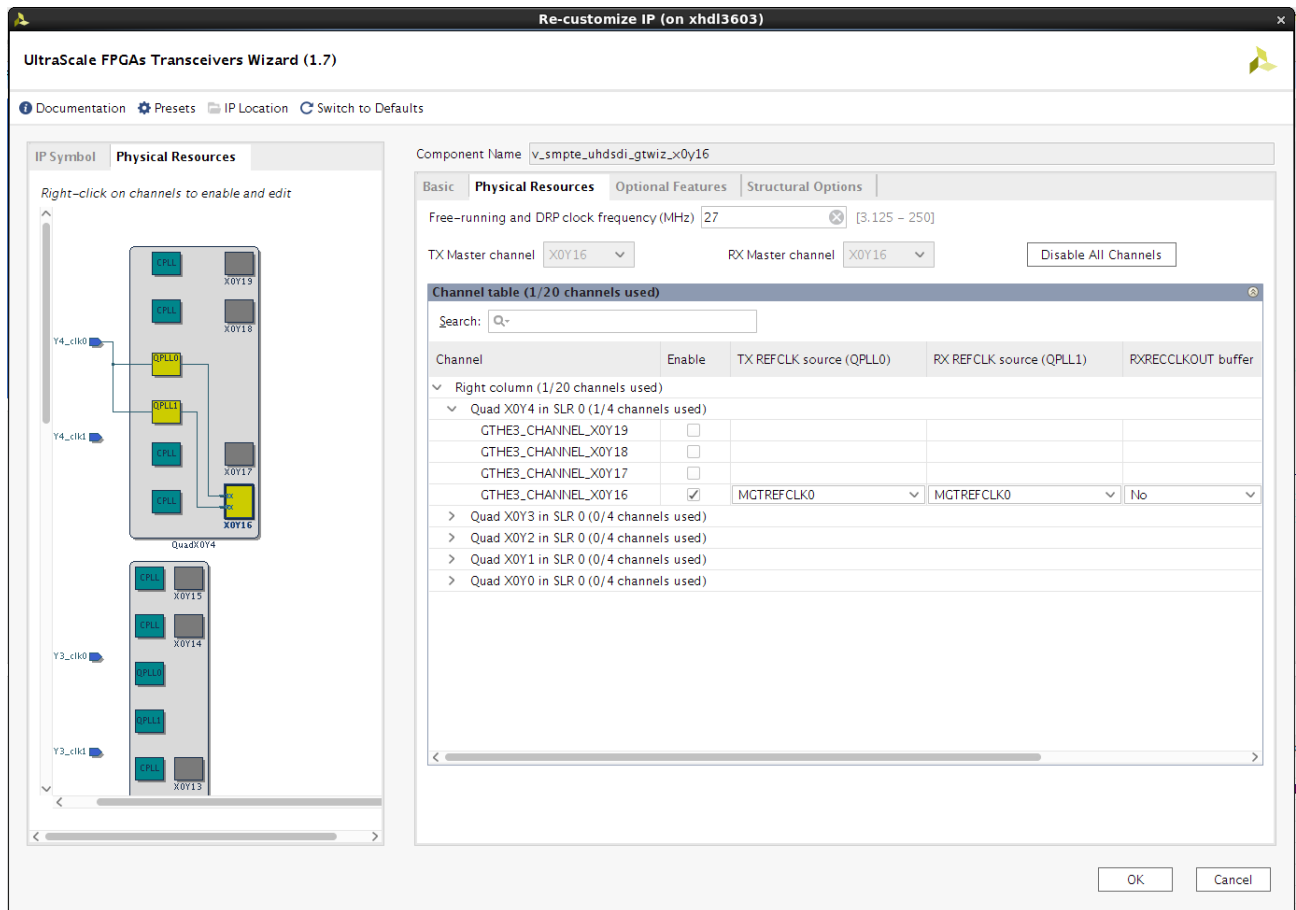 Re-customize IP (on xhdl3603)
UltraScale FPGAs Transceivers Wizard (1.7)
Documentation Presets IP Location Switch to Defaults
IP Symbol Physical Resources
Right-click on channels to enable and edit
CPLL
X0Y19
CPLL
X0Y18
Y4_clk0
QPLL0
QPLL1
Y4_clk1
CPLL
X0Y17
CPLL
X0Y16
QuadX0Y4
CPLL
X0Y15
CPLL
X0Y14
Y3_clk0
QPLL0
QPLL1
Y3_clk1
CPLL
X0Y13
Component Name v_smpte_uhdsdi_gtwiz_x0y16
Basic Physical Resources Optional Features Structural Options
Free-running and DRP clock frequency (MHz) 27 [3.125 - 250]
TX Master channel X0Y16 RX Master channel X0Y16 Disable All Channels
Channel table (1/20 channels used)
Search:
Channel Enable TX REFCLK source (QPLL0) RX REFCLK source (QPLL1) RXRECCLKOUT buffer
Right column (1/20 channels used)
Quad X0Y4 in SLR 0 (1/4 channels used)
GTHE3_CHANNEL_X0Y19
GTHE3_CHANNEL_X0Y18
GTHE3_CHANNEL_X0Y17
GTHE3_CHANNEL_X0Y16 MGTREFCLK0 MGTREFCLK0 No
Quad X0Y3 in SLR 0 (0/4 channels used)
Quad X0Y2 in SLR 0 (0/4 channels used)
Quad X0Y1 in SLR 0 (0/4 channels used)
Quad X0Y0 in SLR 0 (0/4 channels used)
OK Cancel